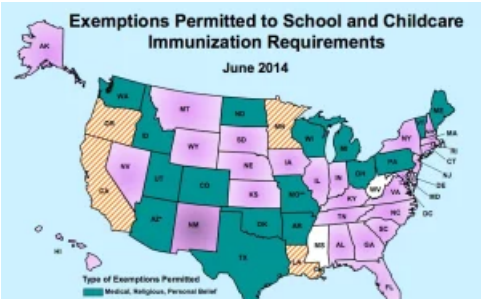 Exemptions Permitted to School and Childcare
Immunization Requirements
June 2014
AK
WA
MT
ND
MN
OR
ID
SD
WI
MI
NY
ME
MA
RI
CT
WY
NE
IA
PA
NJ
NV
UT
CO
IL
IN
OH
DE
MD
WV
VA
DC
CA
KS
MO**
KY
NC
AZ*
NM
OK
AR
TN
SC
TX
LA
MS
AL
GA
HI
FL
Type of Exemptions Permitted
Medical, Religious, Personal Belief